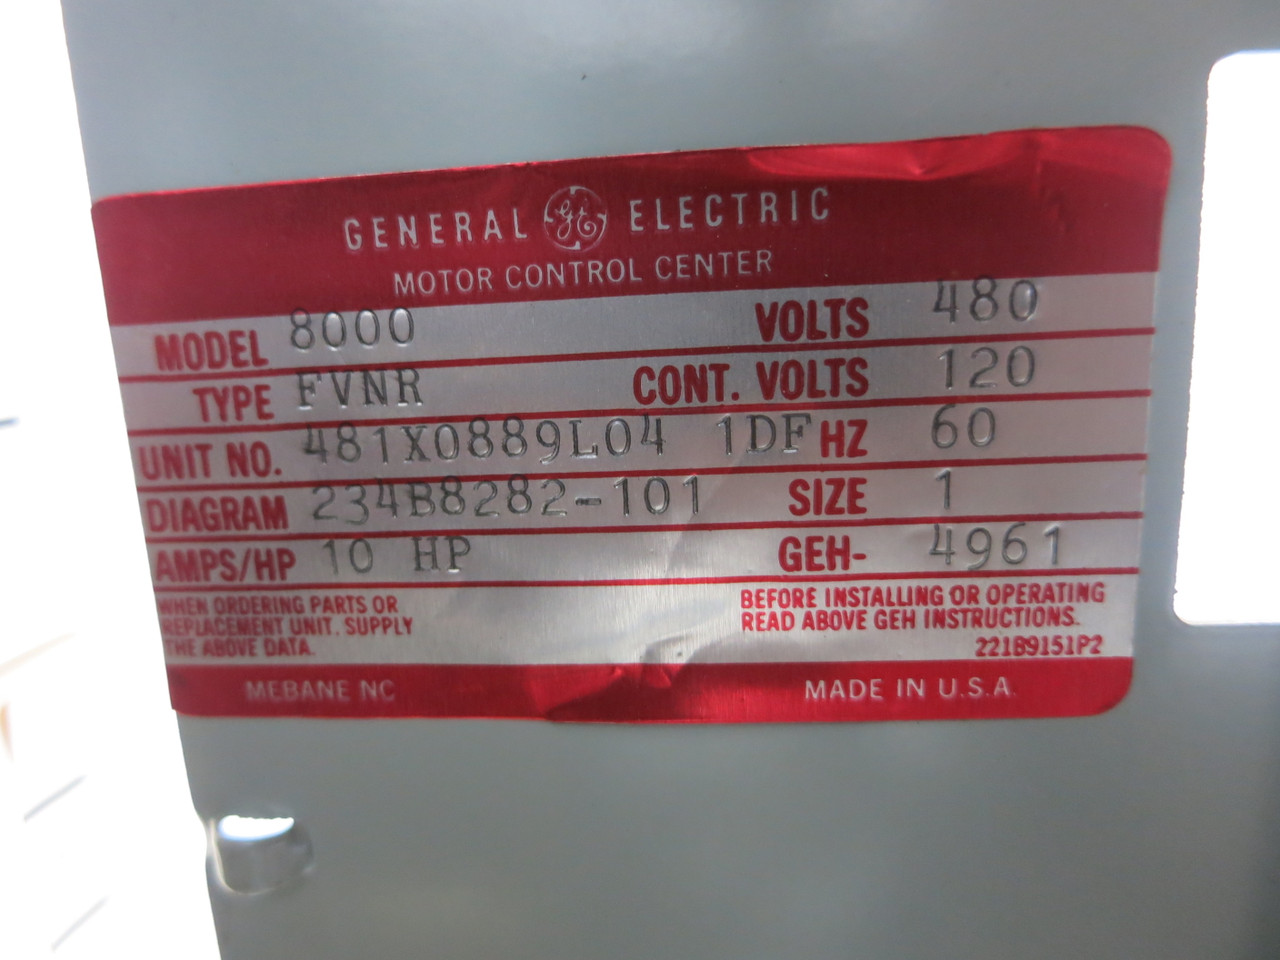 GENERAL GE ELECTRIC
MOTOR CONTROL CENTER
MODEL 8000 VOLTS 480
TYPE FVNR CONT. VOLTS 120
UNIT NO. 481X0889L04 1DF HZ 60
DIAGRAM 234B8282-101 SIZE 1
AMPS/HP 10 HP GEH- 4961
WHEN ORDERING PARTS OR
REPLACEMENT UNIT, SUPPLY
THE ABOVE DATA.
BEFORE INSTALLING OR OPERATING
READ ABOVE GEH INSTRUCTIONS.
221B9151P2
MEBANE NC MADE IN U.S.A.